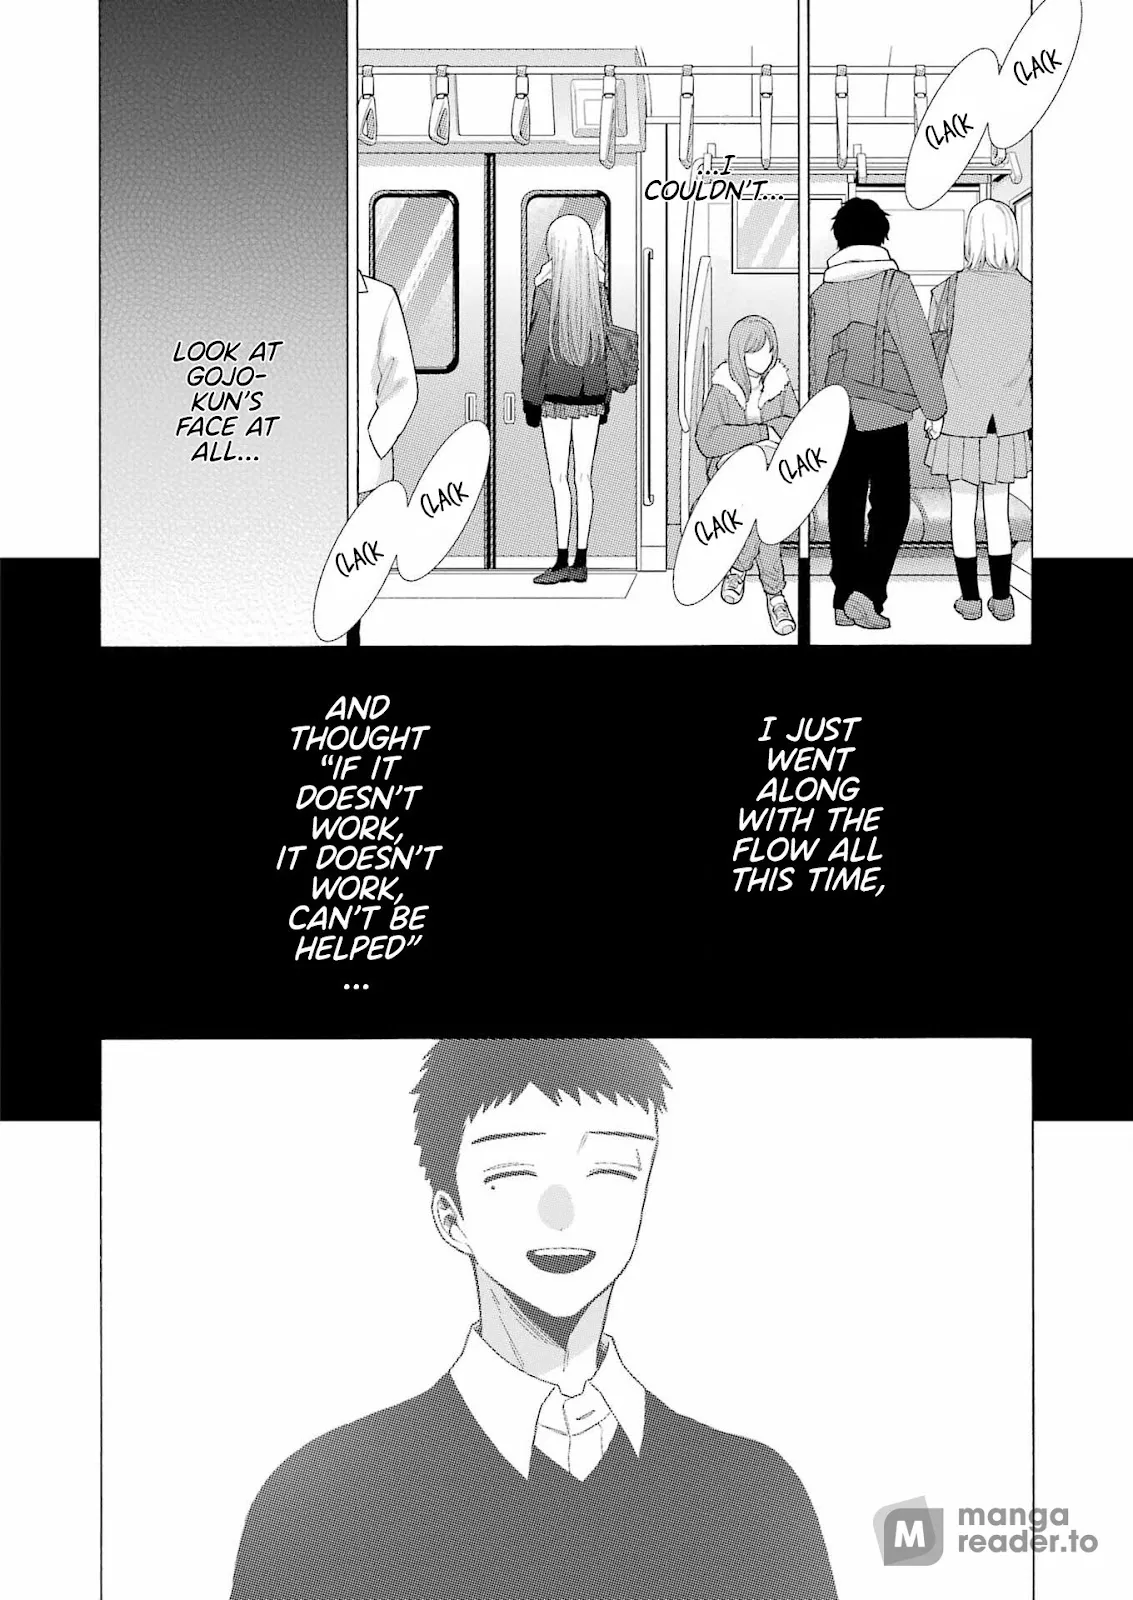 CLACK
CLACK
...I
COULDN'T...
CLACK
CLACK
CLACK
CLACK
LOOK AT
GOJO-
KUN'S
FACE AT
ALL...
I JUST
WENT
ALONG
WITH THE
FLOW ALL
THIS TIME,
AND
THOUGHT
"IF IT
DOESN'T
WORK,
IT DOESN'T
WORK,
CAN'T BE
HELPED"
...
M manga
reader.to